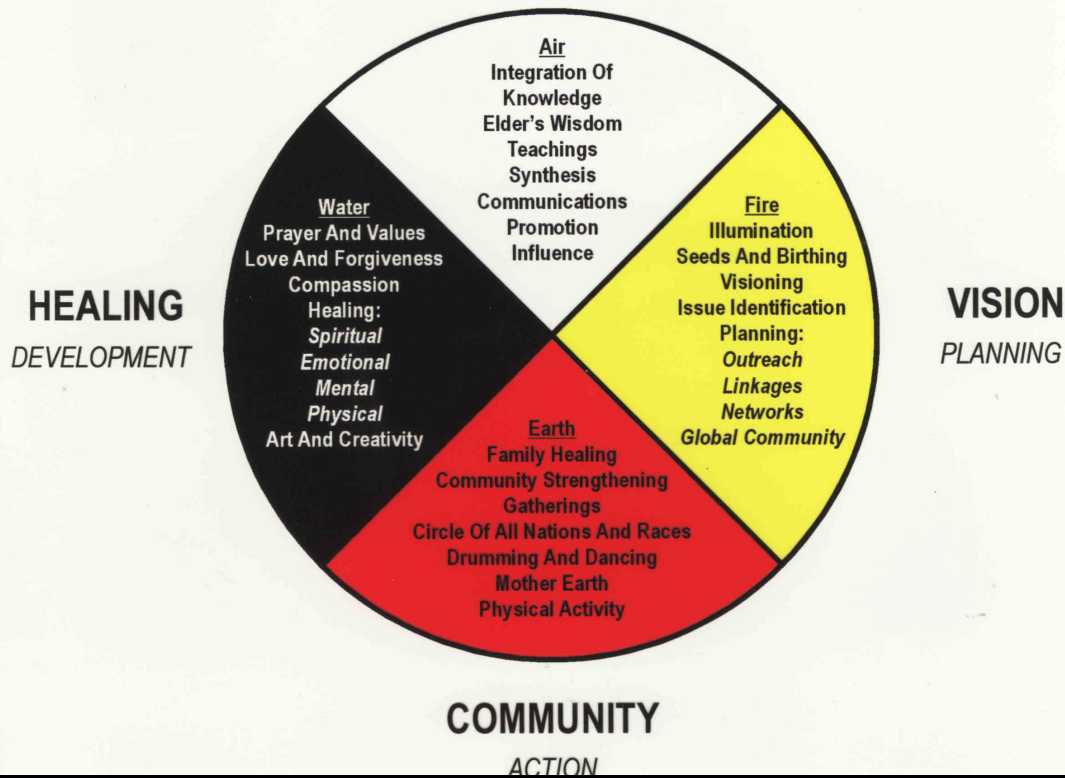 Air
Integration Of
Knowledge
Elder's Wisdom
Teachings
Synthesis
Communications
Promotion
Influence
HEALING
DEVELOPMENT
Water
Prayer And Values
Love And Forgiveness
Compassion
Healing:
Spiritual
Emotional
Mental
Physical
Art And Creativity
Fire
Illumination
Seeds And Birthing
Visioning
Issue Identification
Planning:
Outreach
Linkages
Networks
Global Community
VISION
PLANNING
Earth
Family Healing
Community Strengthening
Gatherings
Circle Of All Nations And Races
Drumming And Dancing
Mother Earth
Physical Activity
COMMUNITY
ACTION